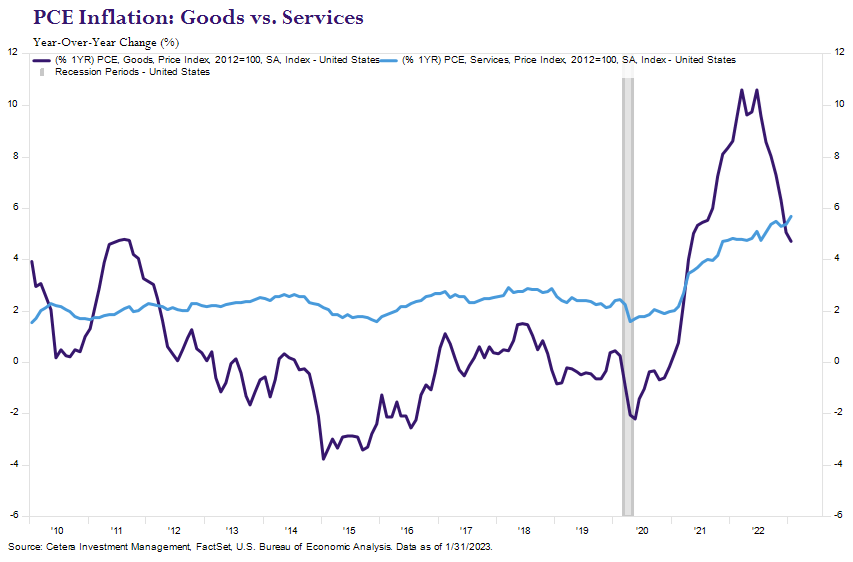 PCE Inflation: Goods vs. Services
Year-Over-Year Change (%)
(% 1YR) PCE, Goods, Price Index, 2012=100, SA, Index - United States (% 1YR) PCE, Services, Price Index, 2012=100, SA, Index - United States
Recession Periods - United States
12 12
10 10
8 8
6 6
4 4
2 2
0 0
-2 -2
-4 -4
-6 -6
'10 '11 '12 '13 '14 '15 '16 '17 '18 '19 '20 '21 '22
Source: Cetera Investment Management, FactSet, U.S. Bureau of Economic Analysis. Data as of 1/31/2023.